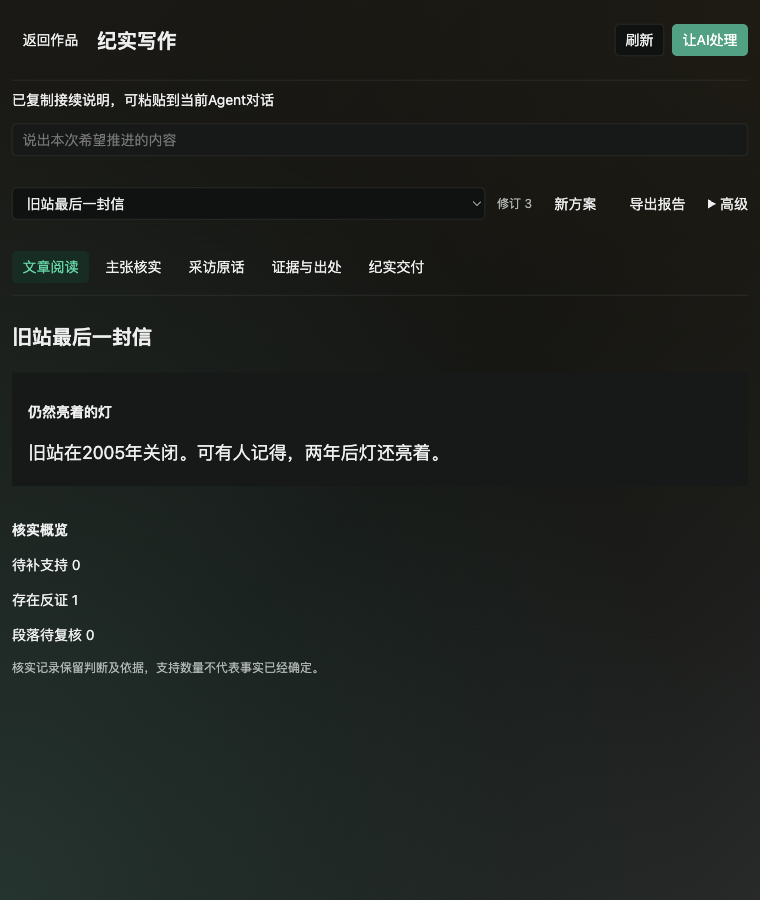 返回作品 纪实写作 刷新 让AI处理
已复制接续说明，可粘贴到当前Agent对话
说出本次希望推进的内容
旧站最后一封信 修订 3 新方案 导出报告 ▶ 高级
文章阅读 主张核实 采访原话 证据与出处 纪实交付
旧站最后一封信
仍然亮着的灯
旧站在2005年关闭。可有人记得，两年后灯还亮着。
核实概览
待补支持 0
存在反证 1
段落待复核 0
核实记录保留判断及依据，支持数量不代表事实已经确定。